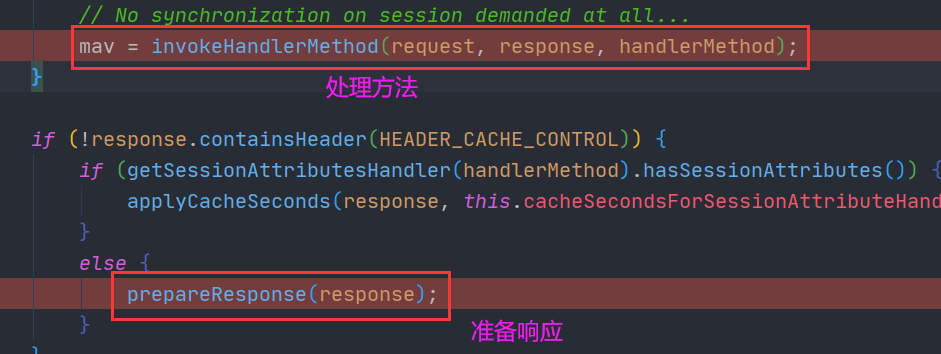 // No synchronization on session demanded at all...
mav = invokeHandlerMethod(request, response, handlerMethod);
}
处理方法
if (!response.containsHeader(HEADER_CACHE_CONTROL)) {
if (getSessionAttributesHandler(handlerMethod).hasSessionAttributes()) {
applyCacheSeconds(response, this.cacheSecondsForSessionAttributeHand
}
else {
prepareResponse(response);
}
准备响应
}